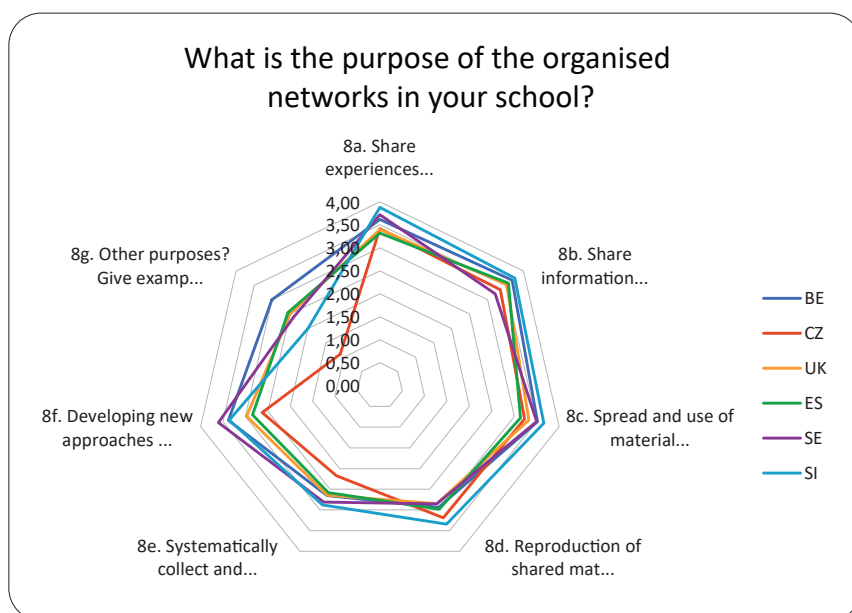 What is the purpose of the organised
networks in your school?
8a. Share
experiences...
4,00
3,50
3,00
2,50
2,00
1,50
1,00
0,50
0,00
8b. Share
information...
8c. Spread and use of
material...
8d. Reproduction of
shared mat...
8e. Systematically
collect and...
8f. Developing new
approaches ...
8g. Other purposes?
Give examp...
BE
CZ
UK
ES
SE
SI